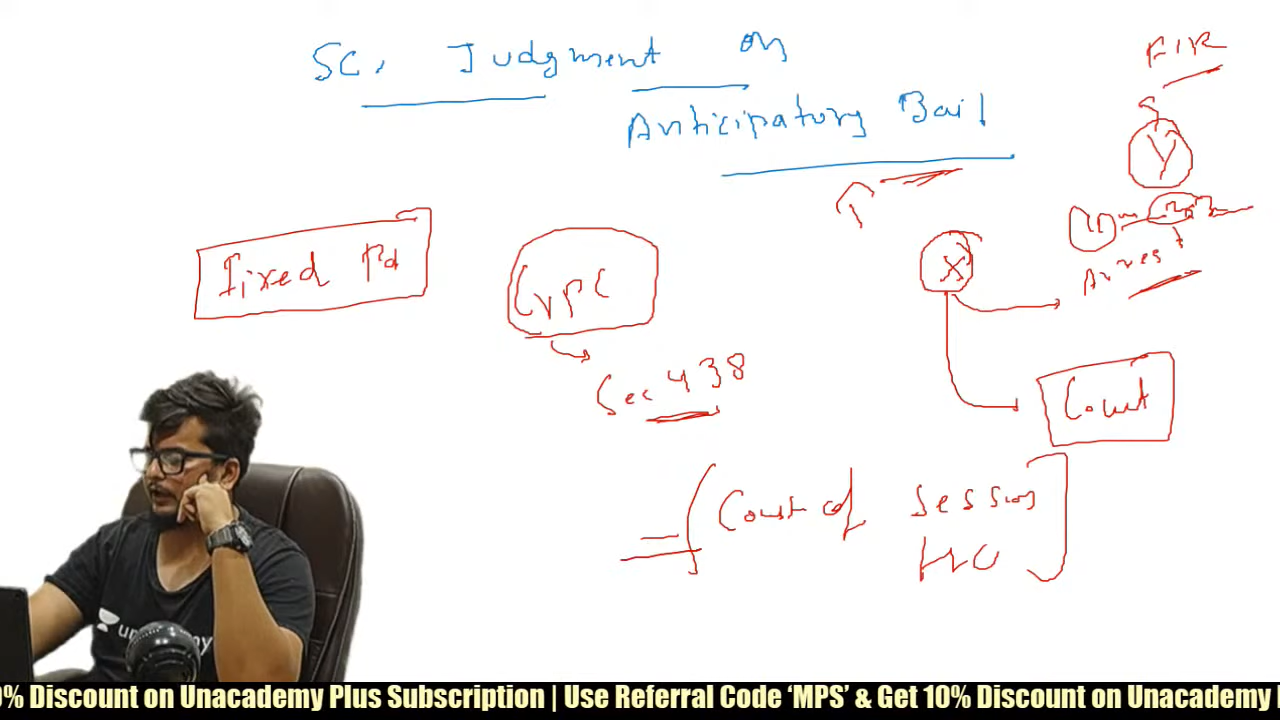 SC. Judgment on
Anticipatory Bail
FIR
Y
Arrest
X
Fixed Pd
CrPC
Sec 438
Court
Court of Session
HC
unacademy
0% Discount on Unacademy Plus Subscription | Use Referral Code 'MPS' & Get 10% Discount on Unacademy